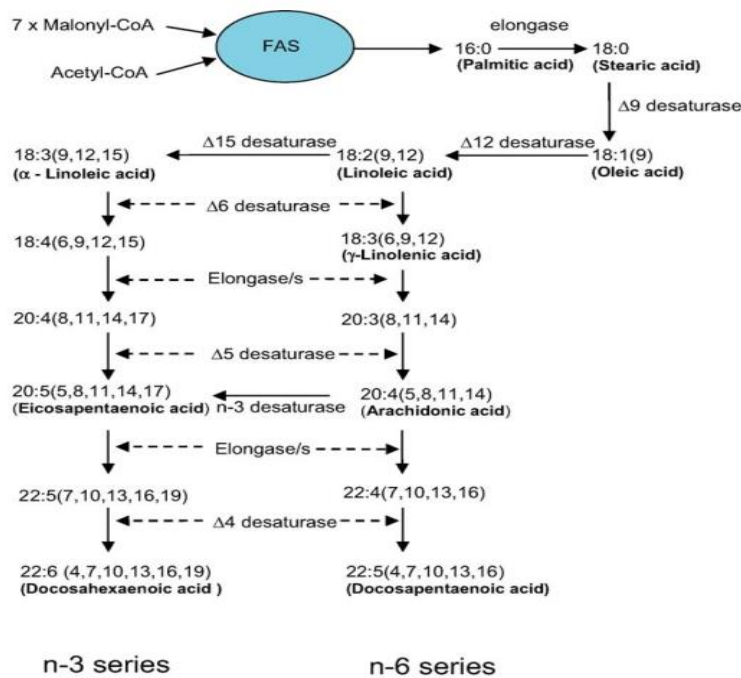 7 x Malonyl-CoA
FAS
elongase
Acetyl-CoA
16:0
(Palmitic acid)
18:0
(Stearic acid)
Δ9 desaturase
Δ15 desaturase
Δ12 desaturase
18:3(9,12,15)
(α - Linoleic acid)
18:2(9,12)
(Linoleic acid)
18:1(9)
(Oleic acid)
Δ6 desaturase
18:4(6,9,12,15)
18:3(6,9,12)
(γ-Linolenic acid)
Elongase/s
20:4(8,11,14,17)
20:3(8,11,14)
Δ5 desaturase
20:5(5,8,11,14,17)
(Eicosapentaenoic acid)
n-3 desaturase
20:4(5,8,11,14)
(Arachidonic acid)
Elongase/s
22:5(7,10,13,16,19)
22:4(7,10,13,16)
Δ4 desaturase
22:6 (4,7,10,13,16,19)
(Docosahexaenoic acid )
22:5(4,7,10,13,16)
(Docosapentaenoic acid)
n-3 series
n-6 series